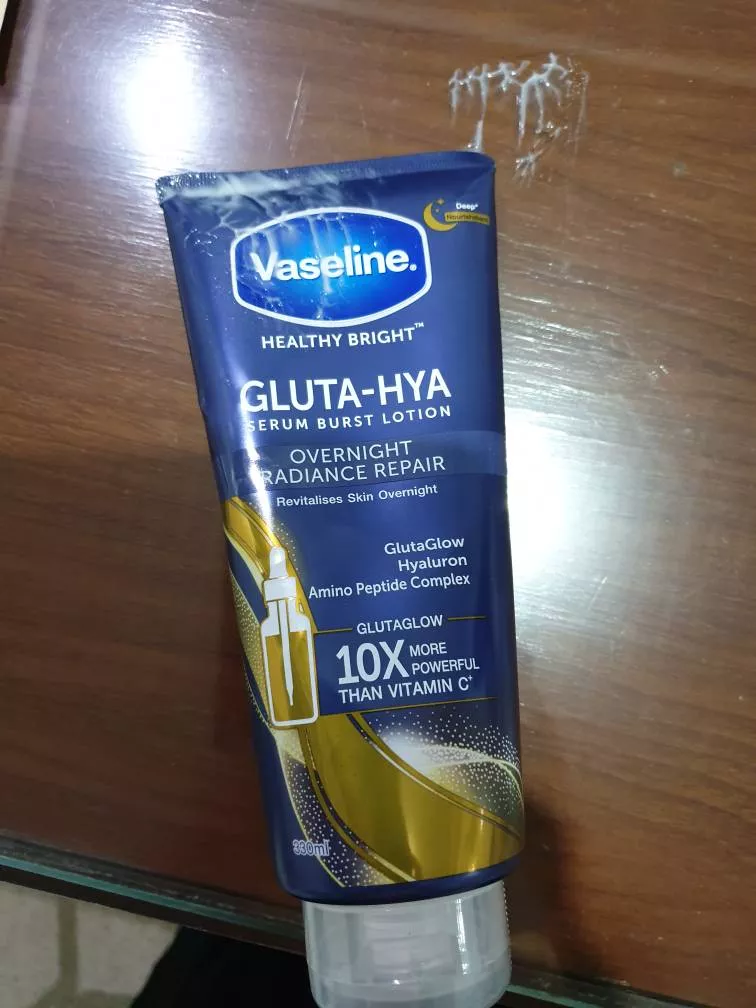 Deep+
Nourishment
Vaseline.
HEALTHY BRIGHT™
GLUTA-HYA
SERUM BURST LOTION
OVERNIGHT
RADIANCE REPAIR
Revitalises Skin Overnight
GlutaGlow
Hyaluron
Amino Peptide Complex
GLUTAGLOW
10X MORE POWERFUL
THAN VITAMIN C+
330ml